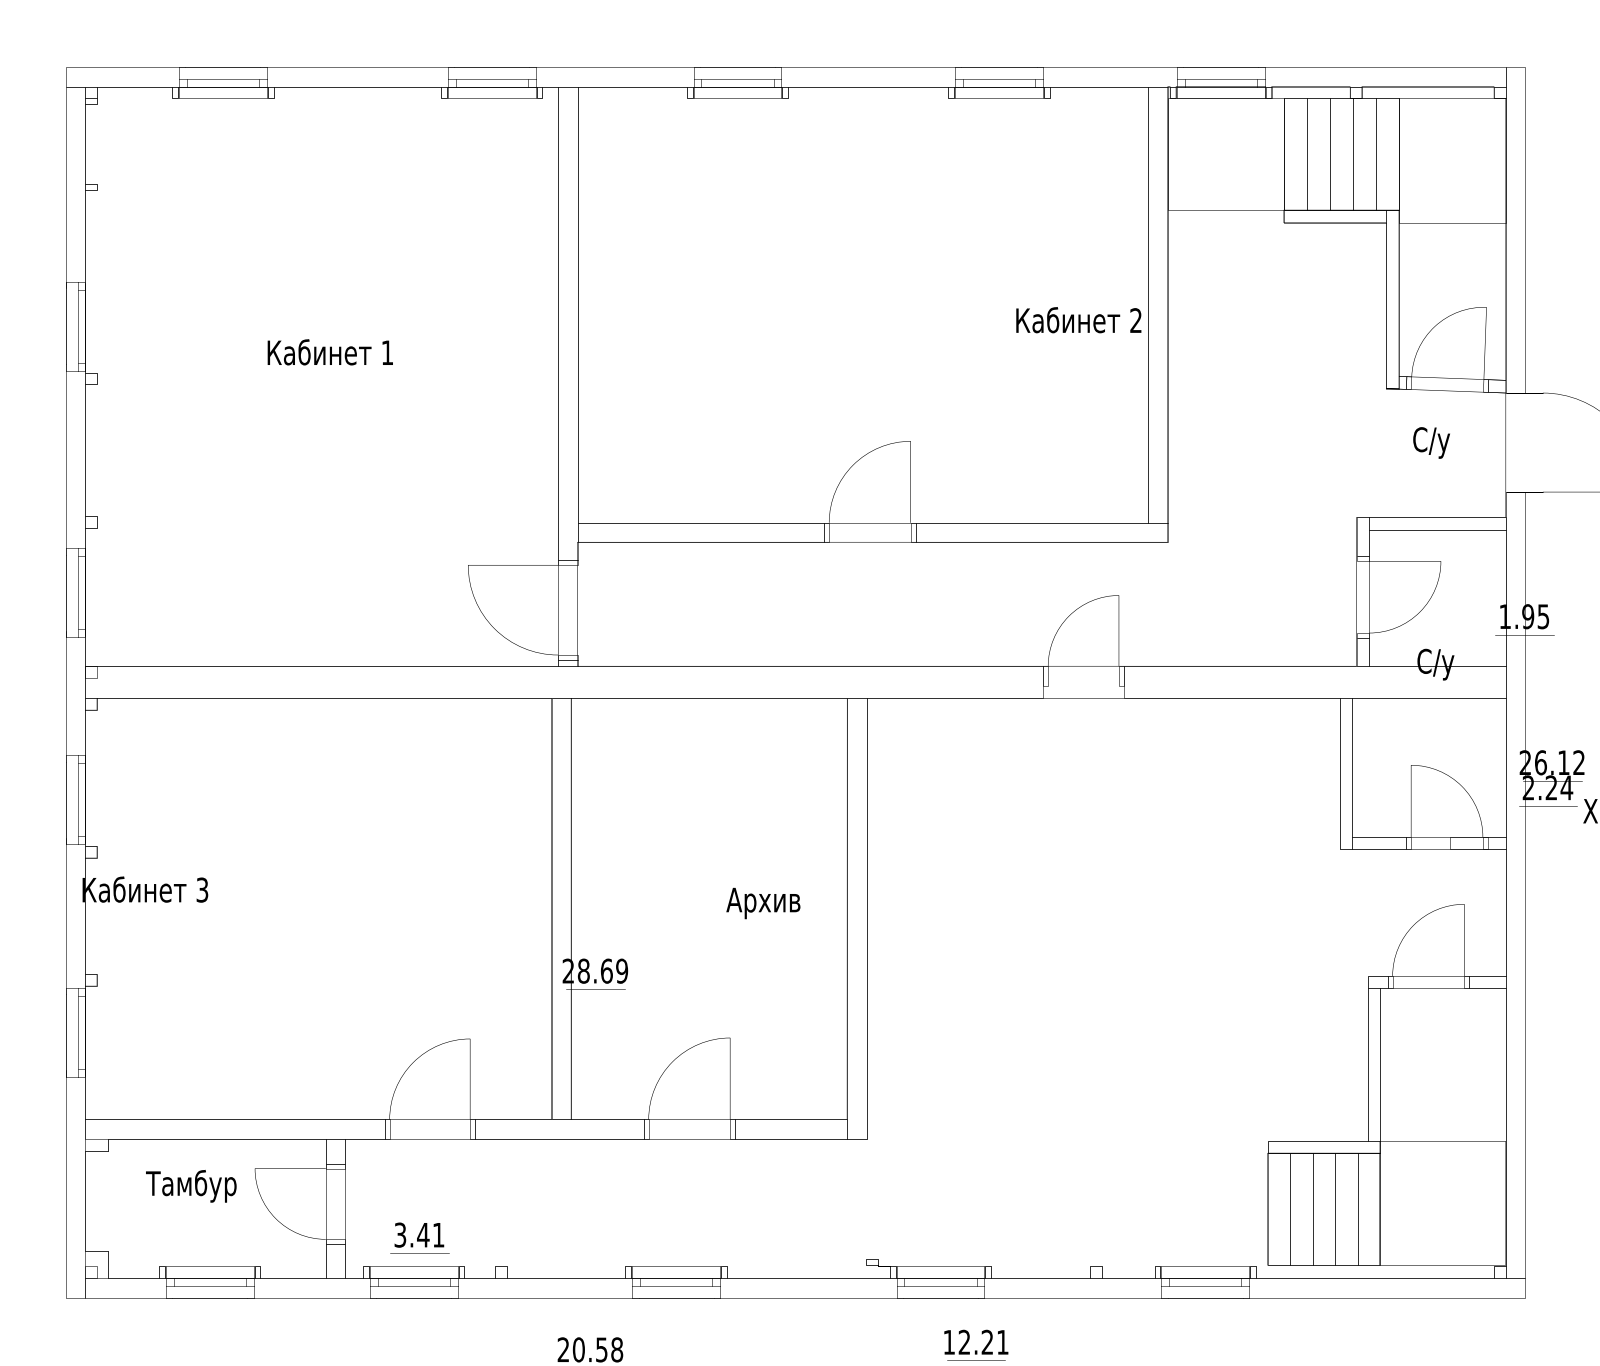 Кабинет 2
Кабинет 1
С/у
1.95
С/у
26.12
2.24
Х
Кабинет 3
Архив
28.69
Тамбур
3.41
12.21
20.58